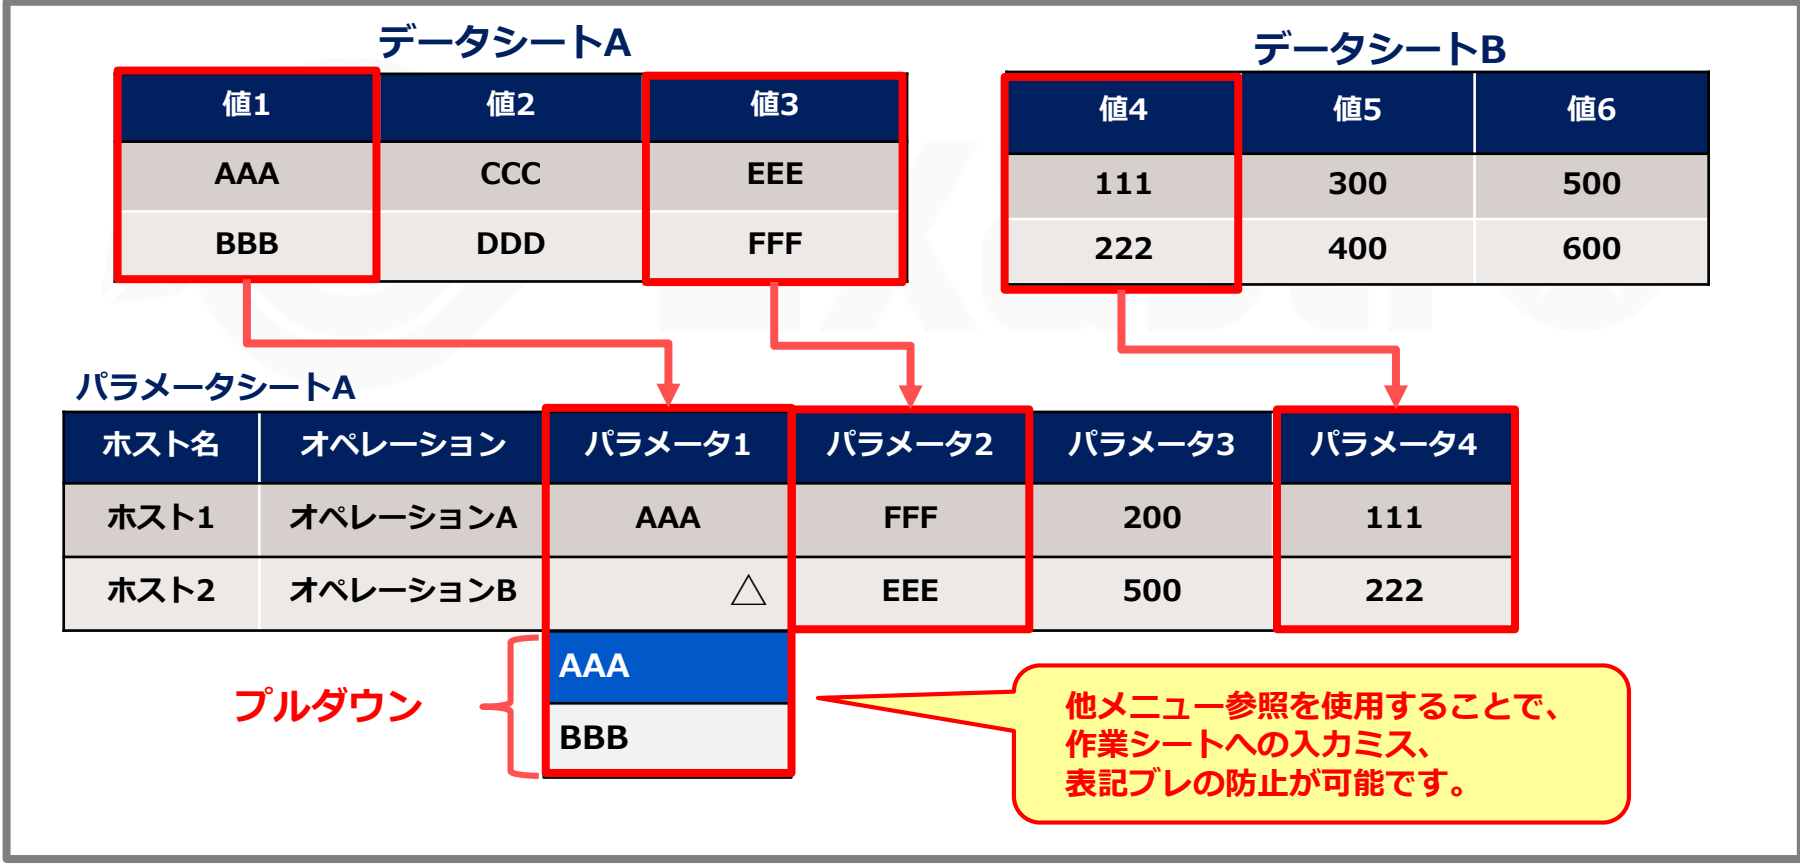 データシートA
値1 値2 値3
AAA CCC EEE
BBB DDD FFF
データシートB
値4 値5 値6
111 300 500
222 400 600
パラメータシートA
ホスト名 オペレーション パラメータ1 パラメータ2 パラメータ3 パラメータ4
ホスト1 オペレーションA AAA FFF 200 111
ホスト2 オペレーションB △ EEE 500 222
プルダウン
AAA
BBB
他メニュー参照を使用することで、
作業シートへの入力ミス、
表記ブレの防止が可能です。